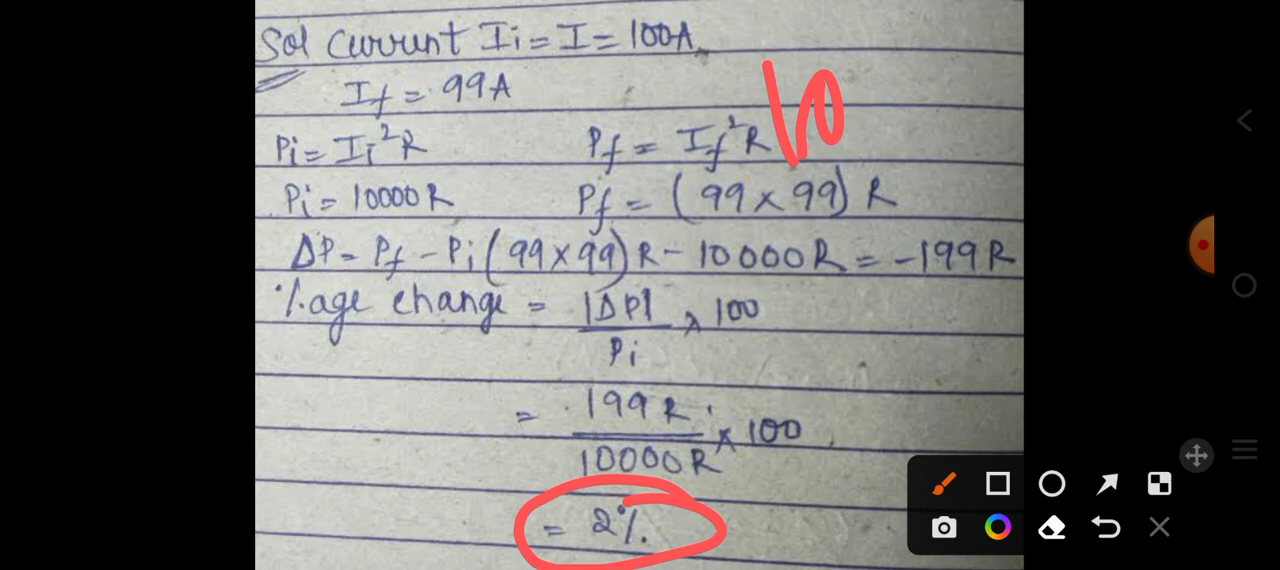 Sol Current Ii = I = 100A
If = 99A
Pi = Ii²R Pf = If²R
Pi = 10000R Pf = (99×99) R
ΔP = Pf - Pi (99×99) R - 10000R = -199R
%age change = |ΔP| × 100
Pi
= 199R × 100
10000R
= 2%.